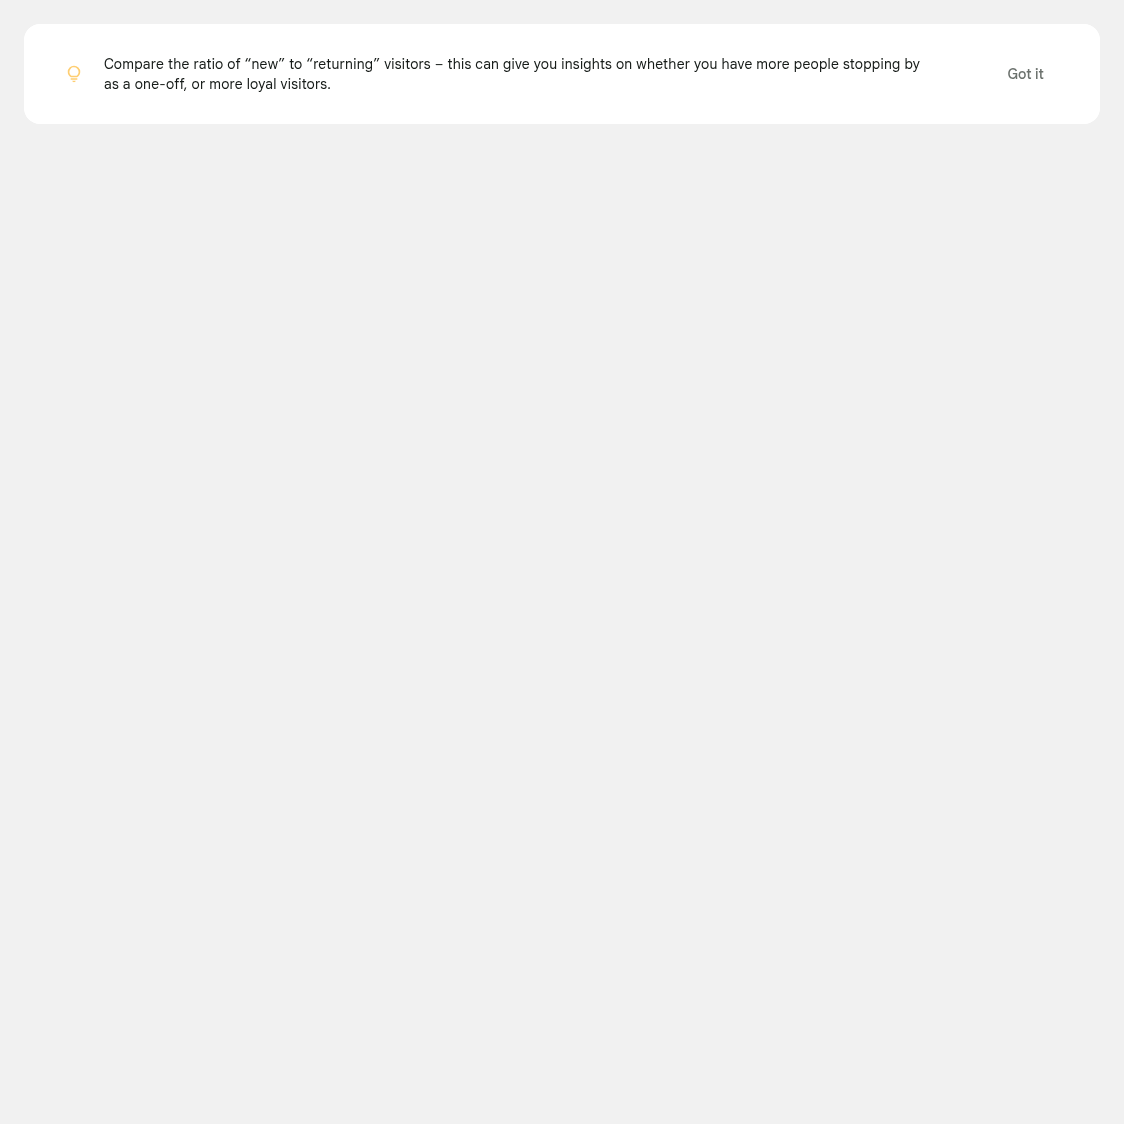 Compare the ratio of “new” to “returning” visitors – this can give you insights on whether you have more people stopping by
as a one-off, or more loyal visitors.
Got it